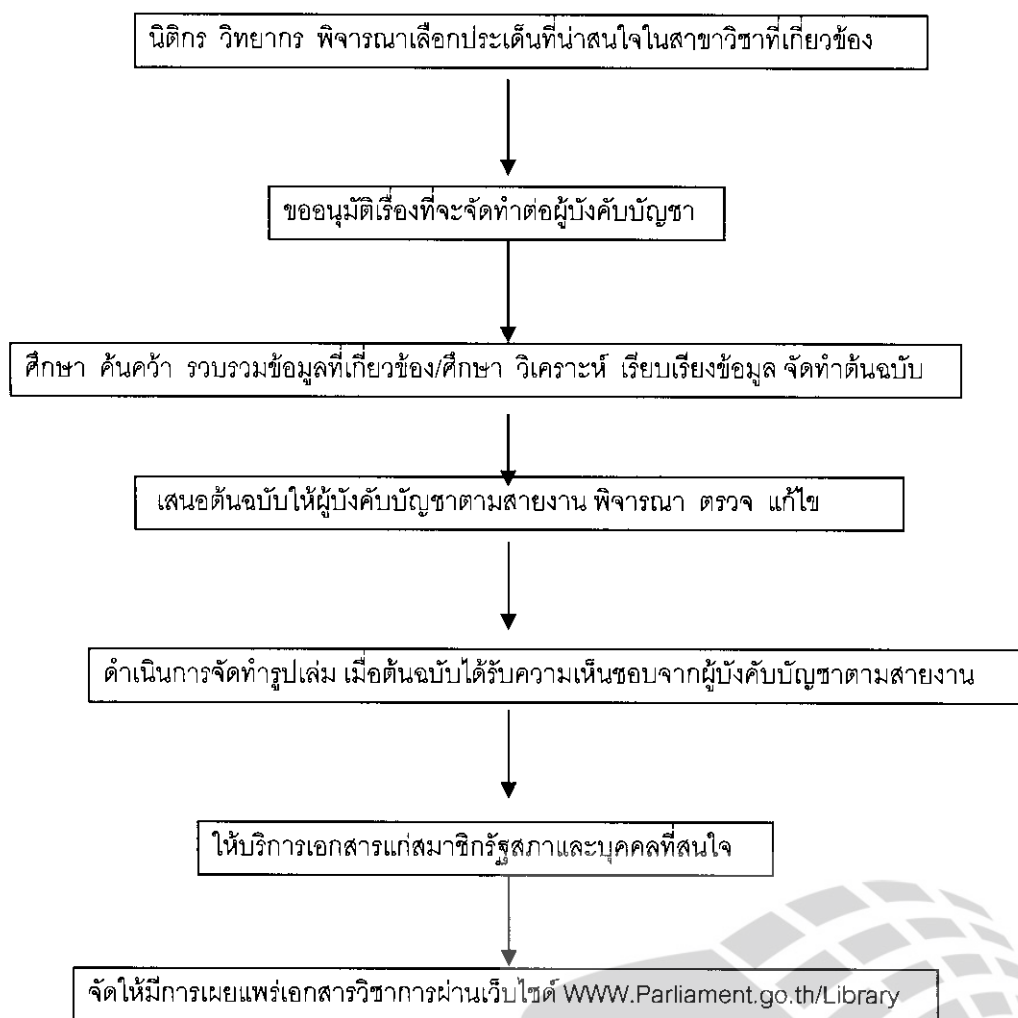 นิติกร วิทยากร พิจารณาเลือกประเด็นที่น่าสนใจในสาขาวิชาที่เกี่ยวข้อง
ขออนุมัติเรื่องที่จะจัดทำต่อผู้บังคับบัญชา
ศึกษา ค้นคว้า รวบรวมข้อมูลที่เกี่ยวข้อง/ศึกษา วิเคราะห์ เรียบเรียงข้อมูล จัดทำต้นฉบับ
เสนอต้นฉบับให้ผู้บังคับบัญชาตามสายงาน พิจารณา ตรวจ แก้ไข
ดำเนินการจัดทำรูปเล่ม เมื่อต้นฉบับได้รับความเห็นชอบจากผู้บังคับบัญชาตามสายงาน
ให้บริการเอกสารแก่สมาชิกรัฐสภาและบุคคลที่สนใจ
จัดให้มีการเผยแพร่เอกสารวิชาการผ่านเว็บไซต์ WWW.Parliament.go.th/Library